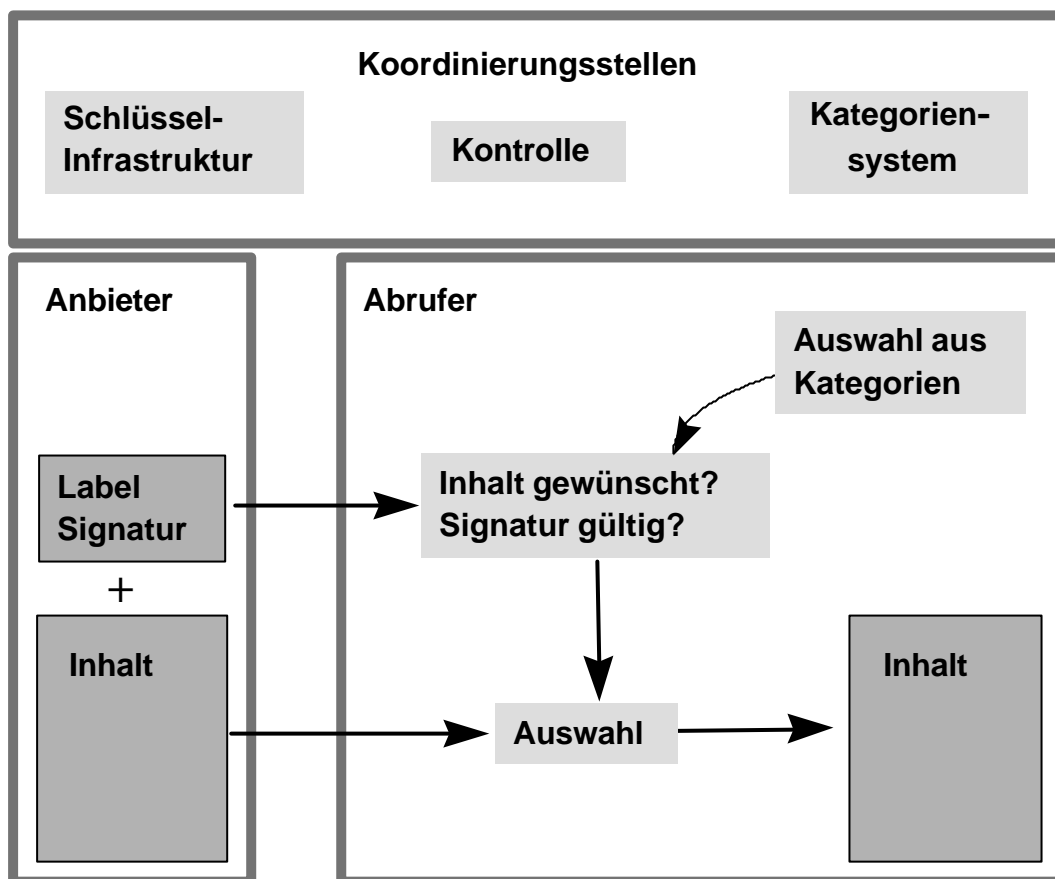 Koordinierungsstellen
Schlüssel-
Infrastruktur
Kontrolle
Kategorien-
system
Anbieter
Label
Signatur
+
Inhalt
Abrufer
Auswahl aus
Kategorien
Inhalt gewünscht?
Signatur gültig?
Auswahl
Inhalt